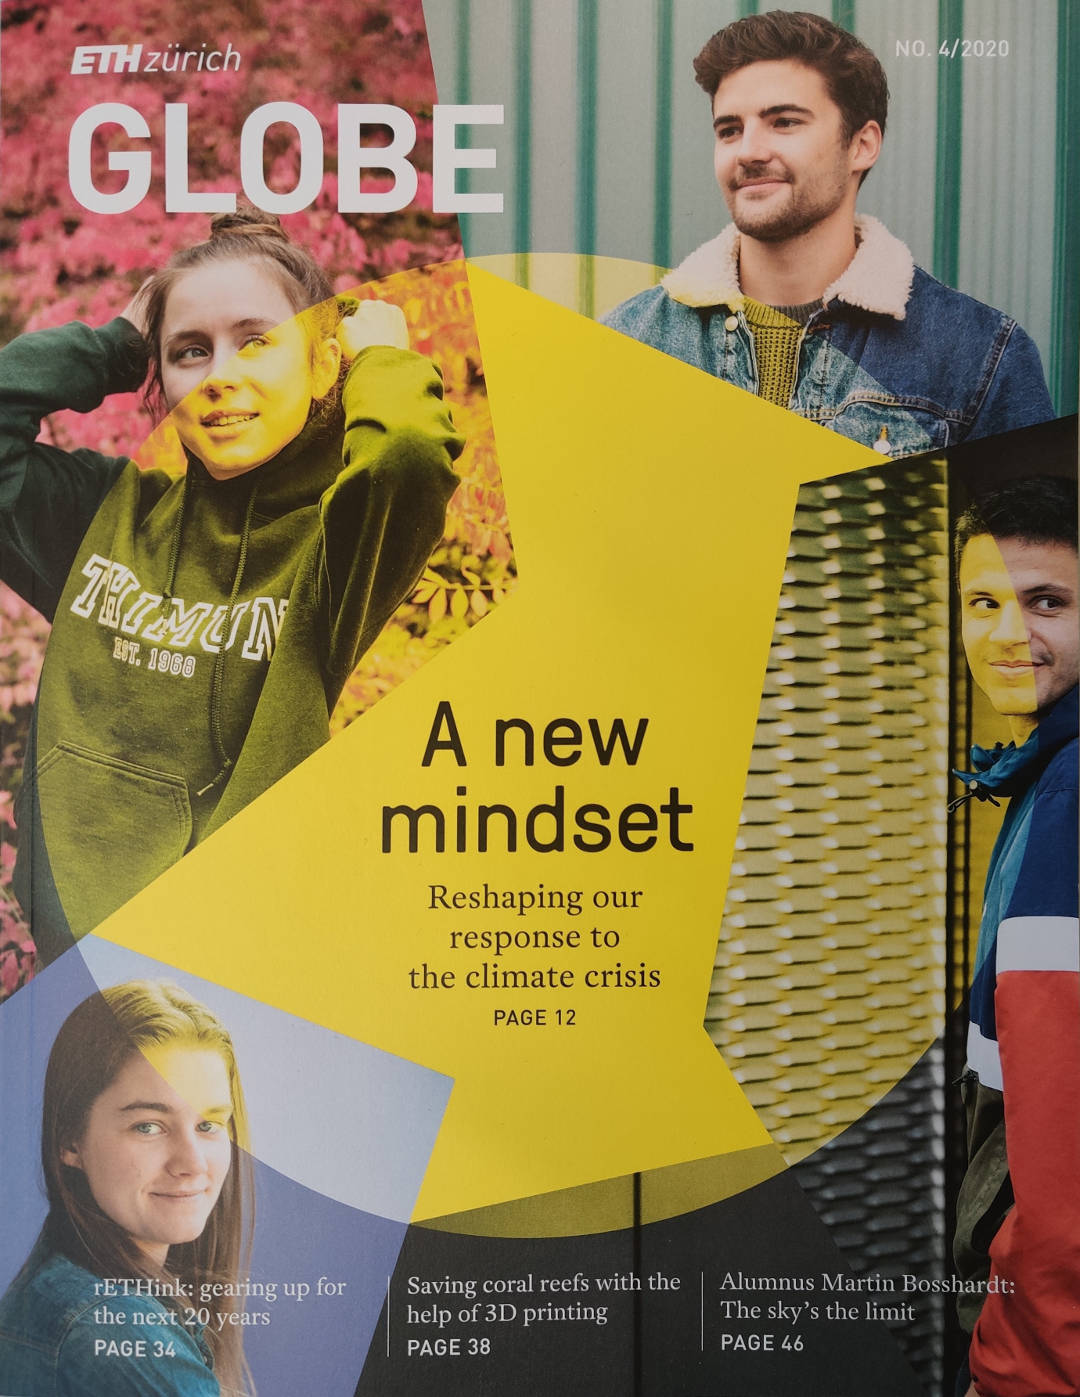 ETH zürich
NO. 4/2020
GLOBE
THIMUN
EST. 1968
A new
mindset
Reshaping our
response to
the climate crisis
PAGE 12
rETHink: gearing up for
the next 20 years
PAGE 34
Saving coral reefs with the
help of 3D printing
PAGE 38
Alumnus Martin Bosshardt:
The sky's the limit
PAGE 46